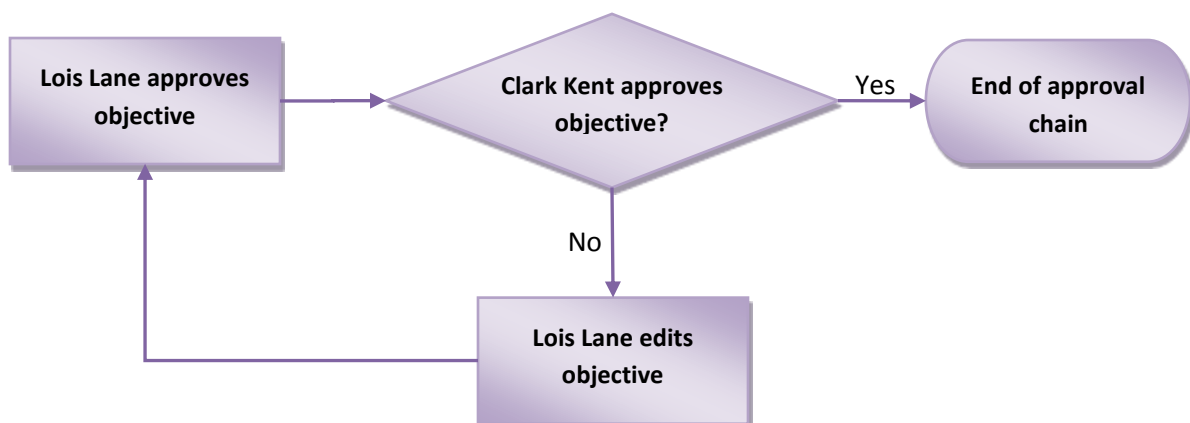 Lois Lane approves
objective
Clark Kent approves
objective?
Yes
End of approval
chain
No
Lois Lane edits
objective